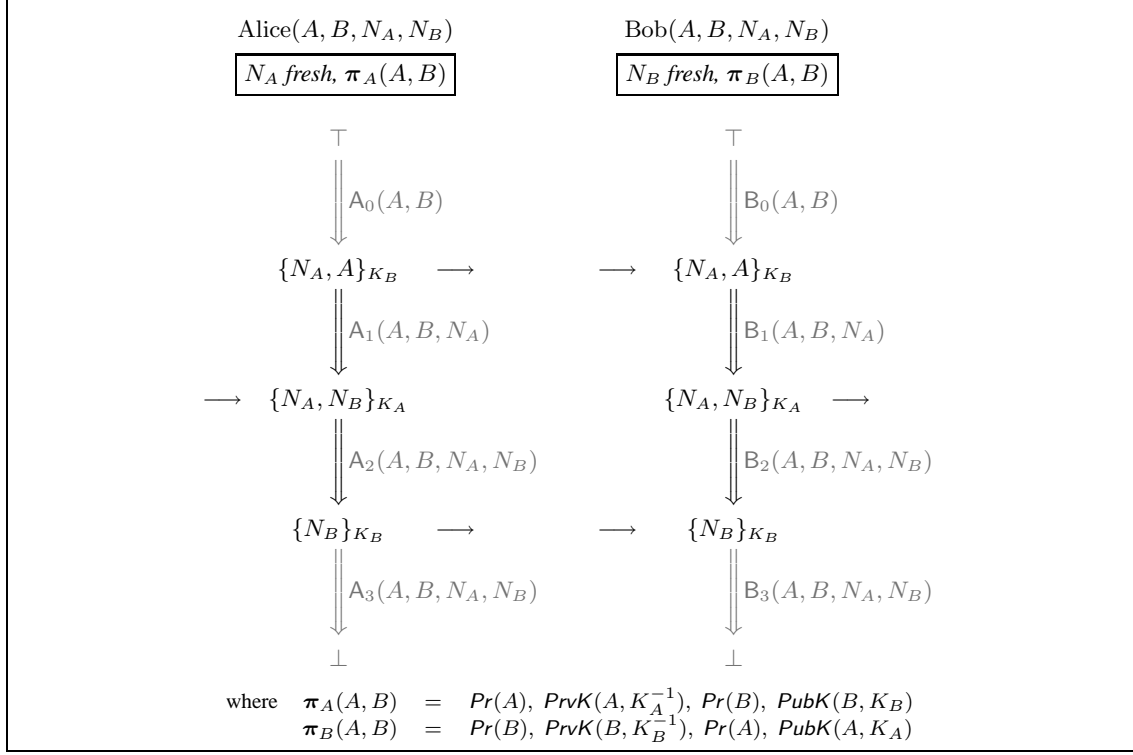 Alice(A, B, N_A, N_B) Bob(A, B, N_A, N_B)
N_A fresh, π_A(A, B) N_B fresh, π_B(A, B)
⊤ ⊤
A_0(A, B) B_0(A, B)
{N_A, A}_{K_B} ⟶ ⟶ {N_A, A}_{K_B}
A_1(A, B, N_A) B_1(A, B, N_A)
⟶ {N_A, N_B}_{K_A} {N_A, N_B}_{K_A} ⟶
A_2(A, B, N_A, N_B) B_2(A, B, N_A, N_B)
{N_B}_{K_B} ⟶ ⟶ {N_B}_{K_B}
A_3(A, B, N_A, N_B) B_3(A, B, N_A, N_B)
⊥ ⊥
where π_A(A, B) = Pr(A), PrvK(A, K_A^{-1}), Pr(B), PubK(B, K_B)
π_B(A, B) = Pr(B), PrvK(B, K_B^{-1}), Pr(A), PubK(A, K_A)